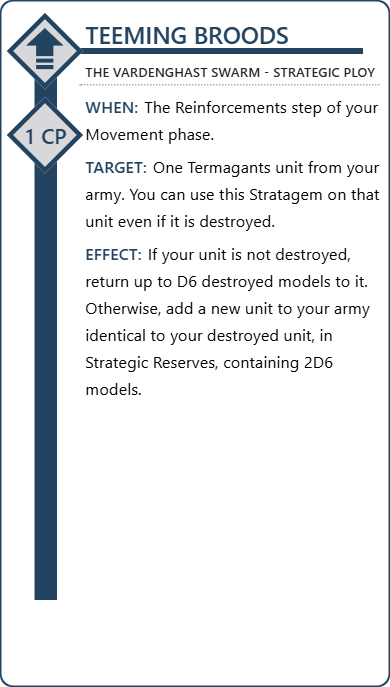 TEEMING BROODS
THE VARDENGHAST SWARM - STRATEGIC PLOY
1 CP
WHEN: The Reinforcements step of your
Movement phase.
TARGET: One Termagants unit from your
army. You can use this Stratagem on that
unit even if it is destroyed.
EFFECT: If your unit is not destroyed,
return up to D6 destroyed models to it.
Otherwise, add a new unit to your army
identical to your destroyed unit, in
Strategic Reserves, containing 2D6
models.